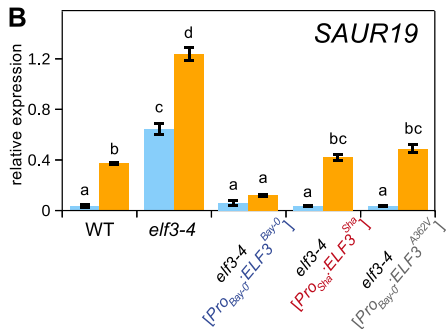 B
SAUR19
relative expression
1.2
0.8
0.4
0
a
b
c
d
a
a
a
bc
a
bc
WT
elf3-4
elf3-4
[ProBay-0:ELF3Bay-0]
elf3-4
[ProSha:ELF3Sha]
elf3-4
[ProBay-0:ELF3A362V]